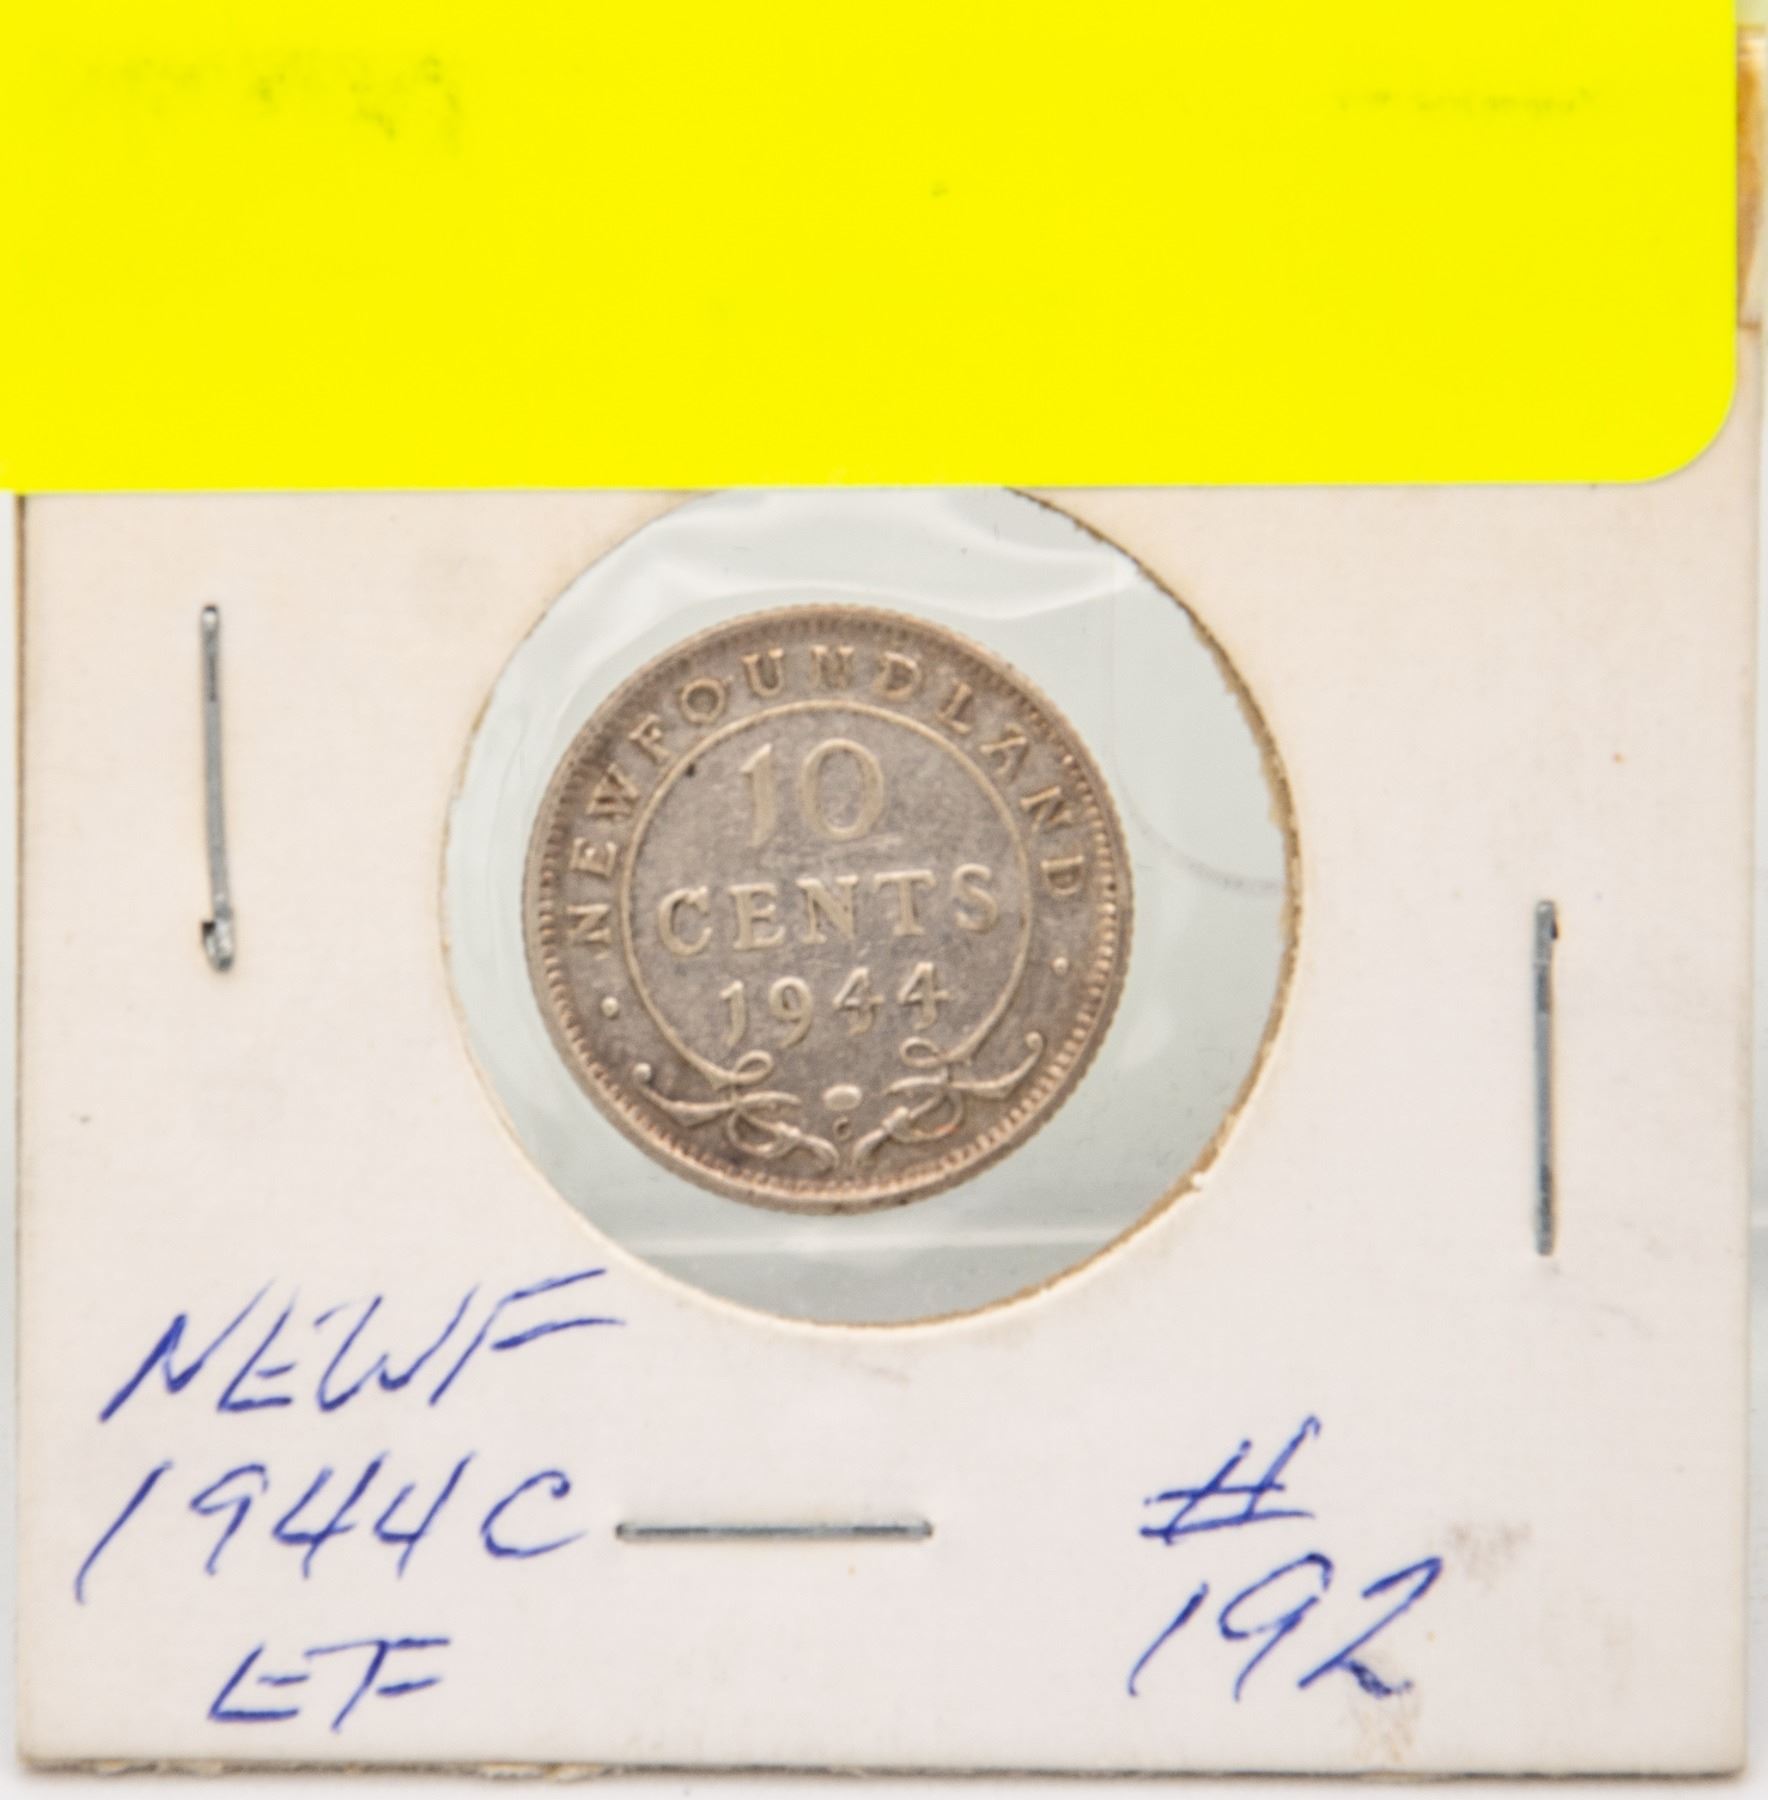 NEWFOUNDLAND
10
CENTS
1944
C
NEWF
1944C
EF
#
192